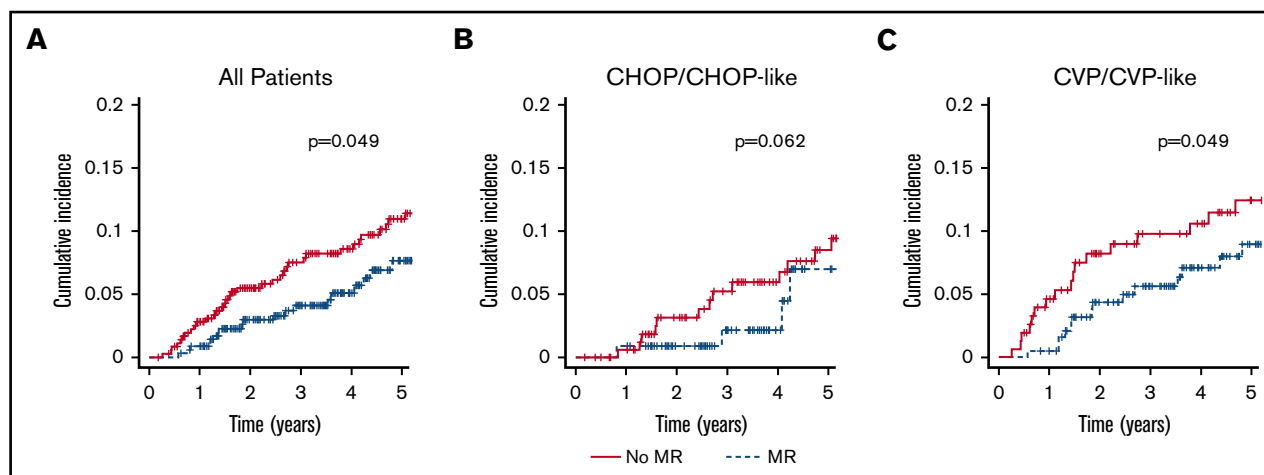 A
All Patients
0.2
0.15
0.1
0.05
0
p=0.049
Cumulative incidence
0 1 2 3 4 5
Time (years)
B
CHOP/CHOP-like
0.2
0.15
0.1
0.05
0
p=0.062
Cumulative incidence
0 1 2 3 4 5
Time (years)
C
CVP/CVP-like
0.2
0.15
0.1
0.05
0
p=0.049
Cumulative incidence
0 1 2 3 4 5
Time (years)
No MR MR